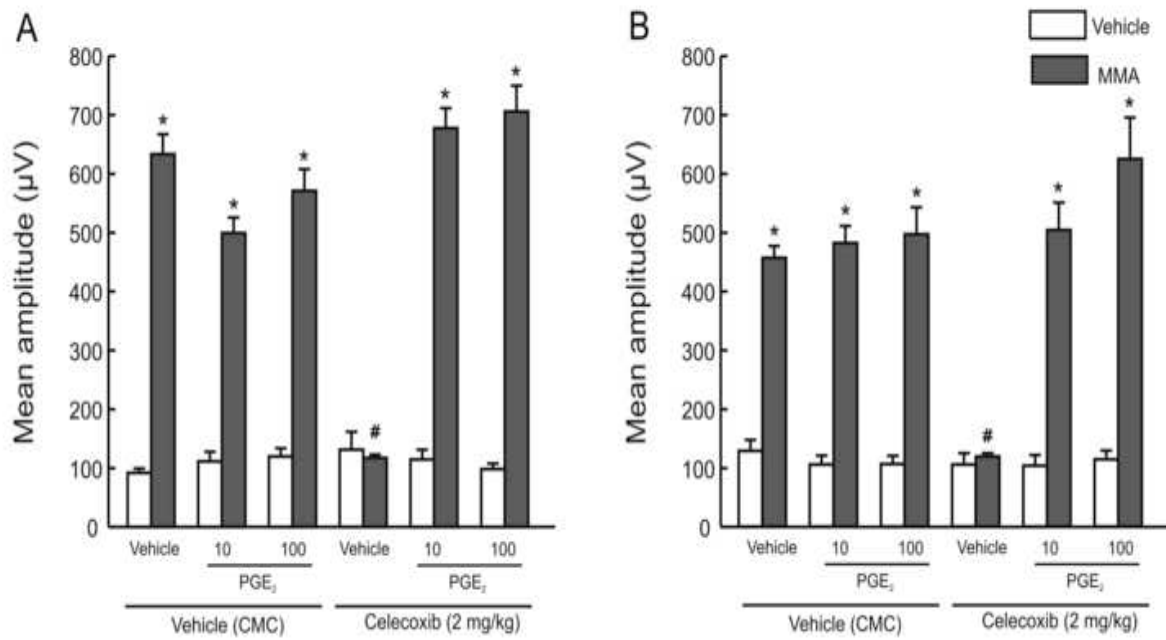 A
Mean amplitude (µV)
800
700
600
500
400
300
200
100
0
*
*
*
#
*
*
Vehicle 10 100 Vehicle 10 100
PGE₂ PGE₂
Vehicle (CMC) Celecoxib (2 mg/kg)
B
Vehicle
MMA
Mean amplitude (µV)
800
700
600
500
400
300
200
100
0
*
*
*
#
*
*
Vehicle 10 100 Vehicle 10 100
PGE₂ PGE₂
Vehicle (CMC) Celecoxib (2 mg/kg)